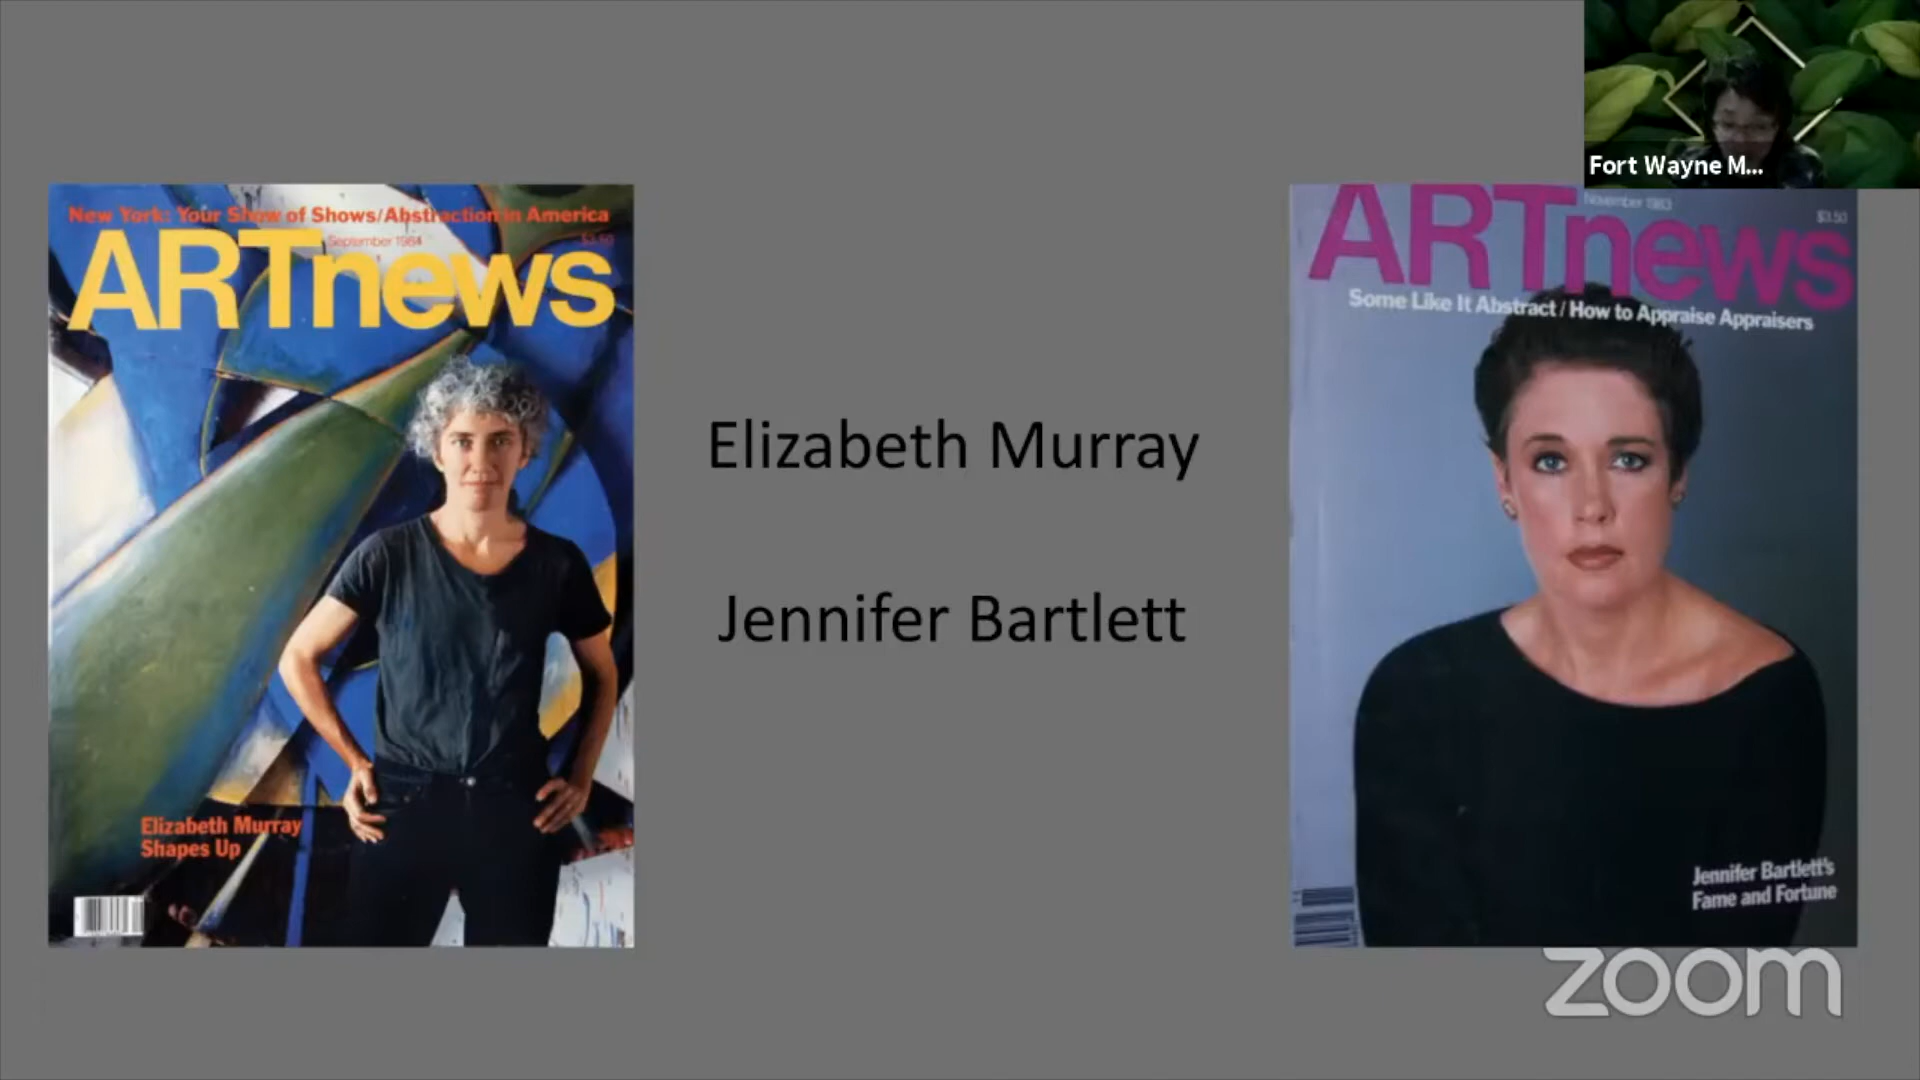 Fort Wayne M...
New York: Your Show of Shows/Abstraction in America
ARTnews
September 1984
$3.50
Elizabeth Murray
Shapes Up
Elizabeth Murray
Jennifer Bartlett
ARTnews
November 1983
$3.50
Some Like It Abstract / How to Appraise Appraisers
Jennifer Bartlett's
Fame and Fortune
zoom